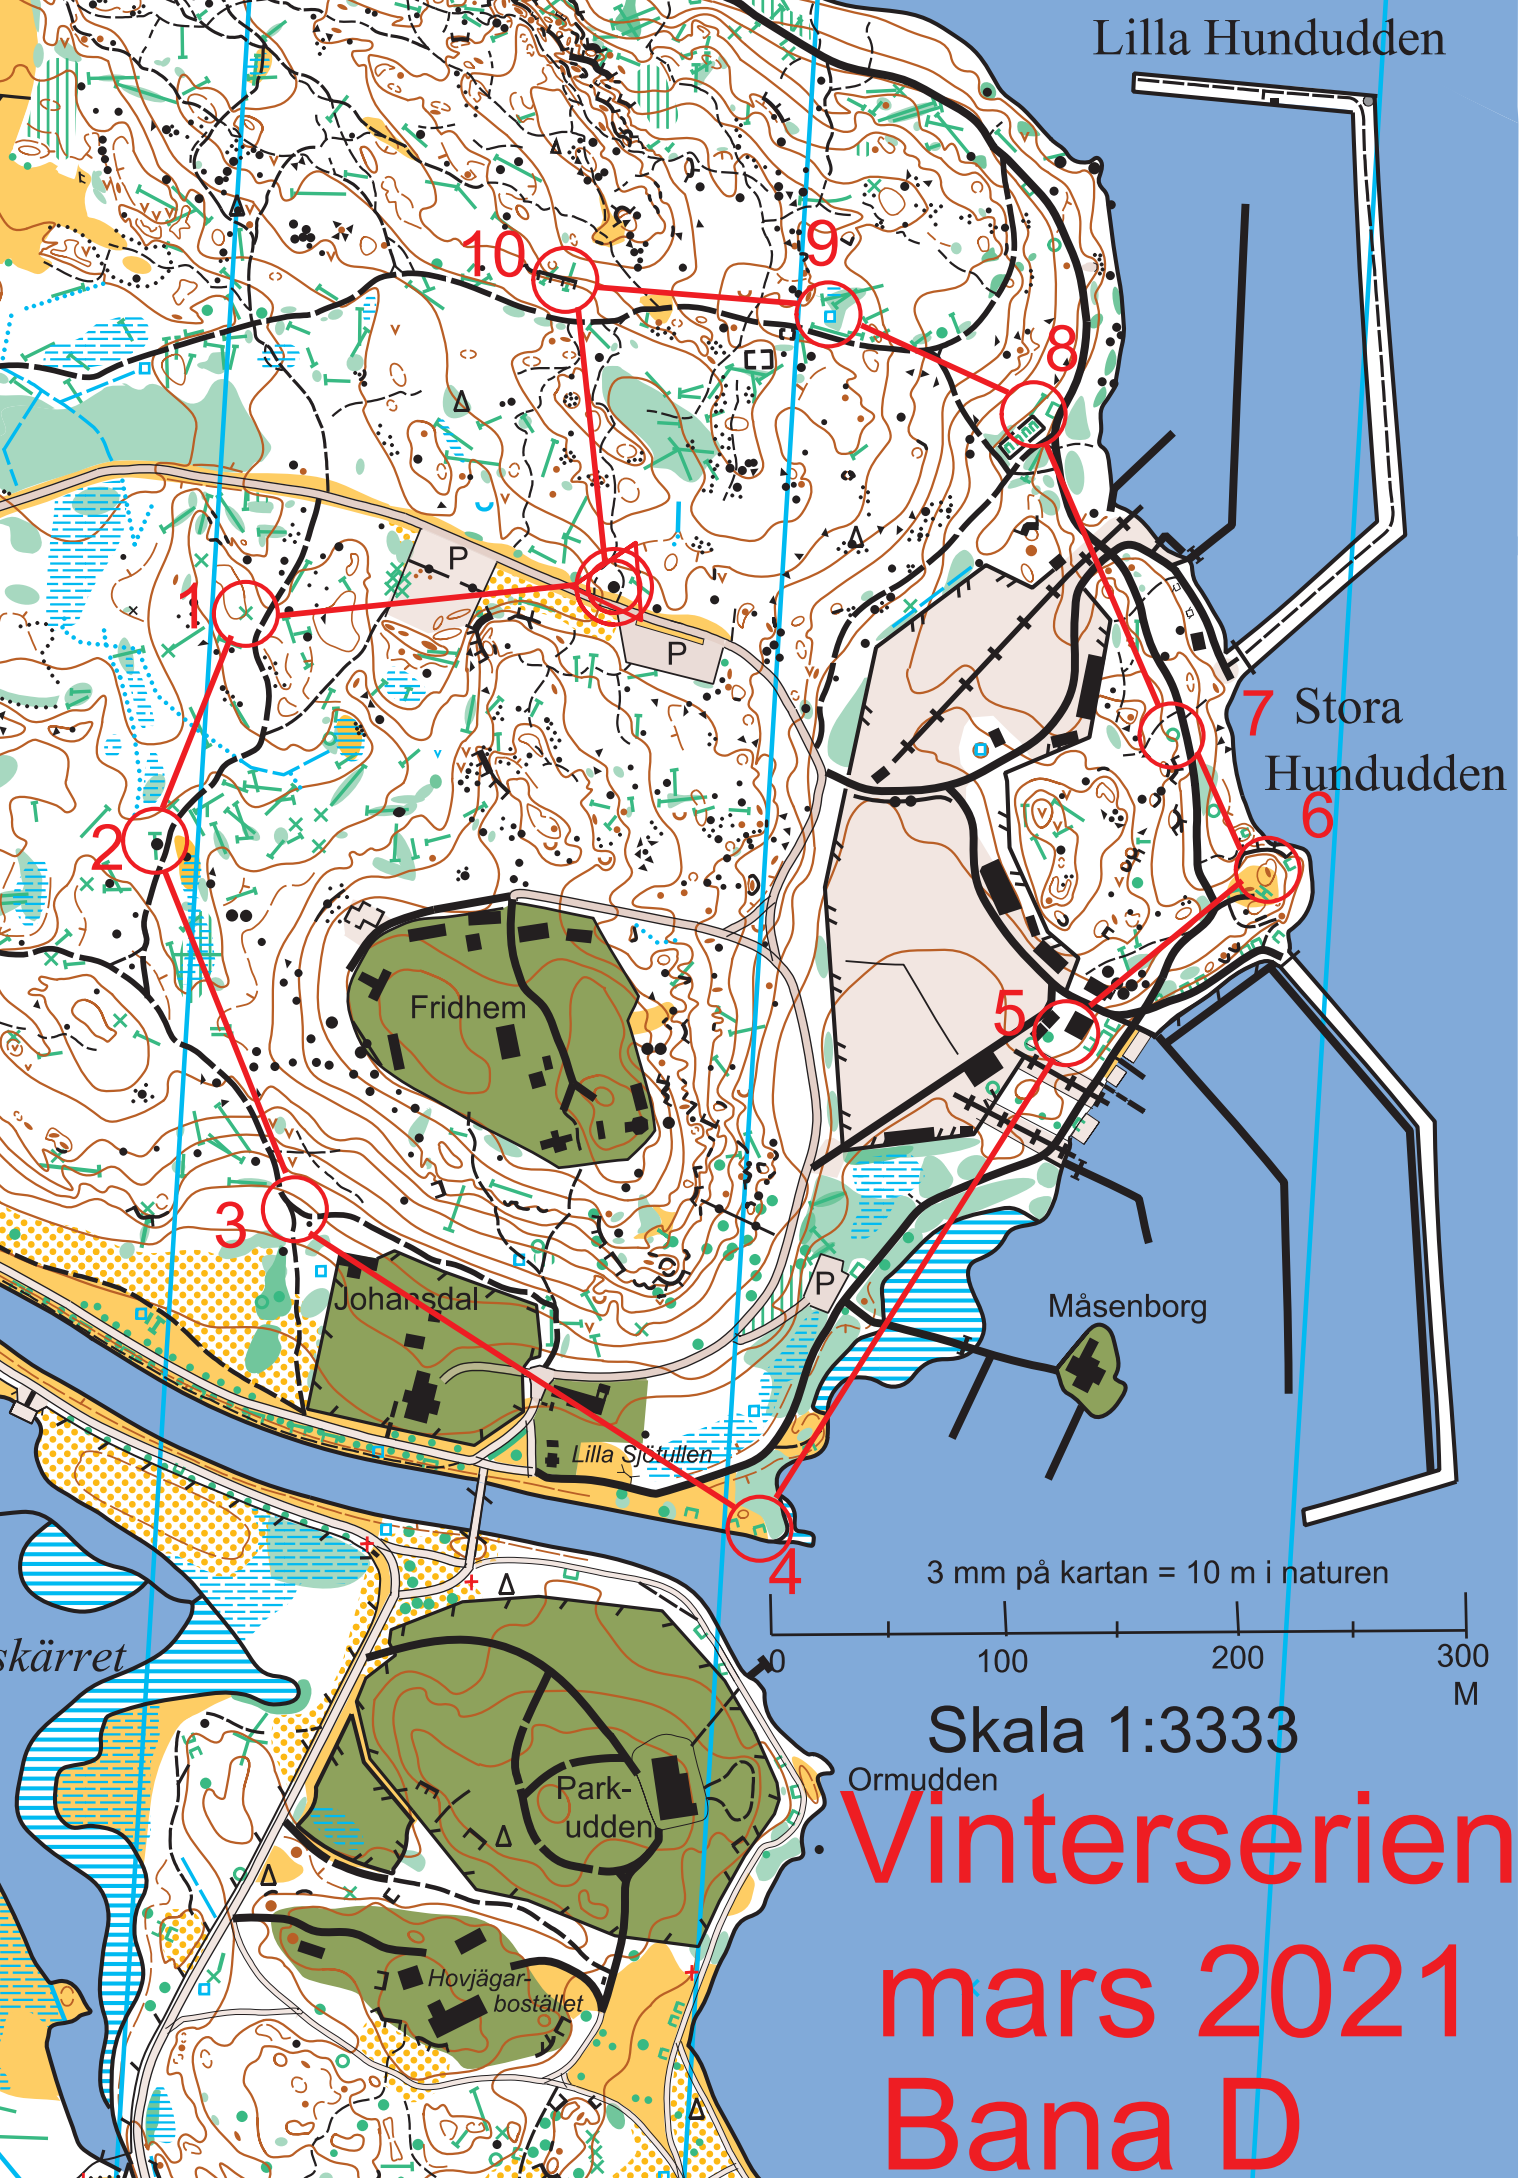 Lilla Hundudden
10
9
8
P
1
P
7
Stora
Hundudden
6
2
5
Fridhem
3
Johansdal
P
Måsenborg
Lilla Sjötullen
4
3 mm på kartan = 10 m i naturen
0 100 200 300
M
skärret
Skala 1:3333
Ormudden
Park-
udden
Vinterserien
mars 2021
Bana D
Hovjägar-
bostället